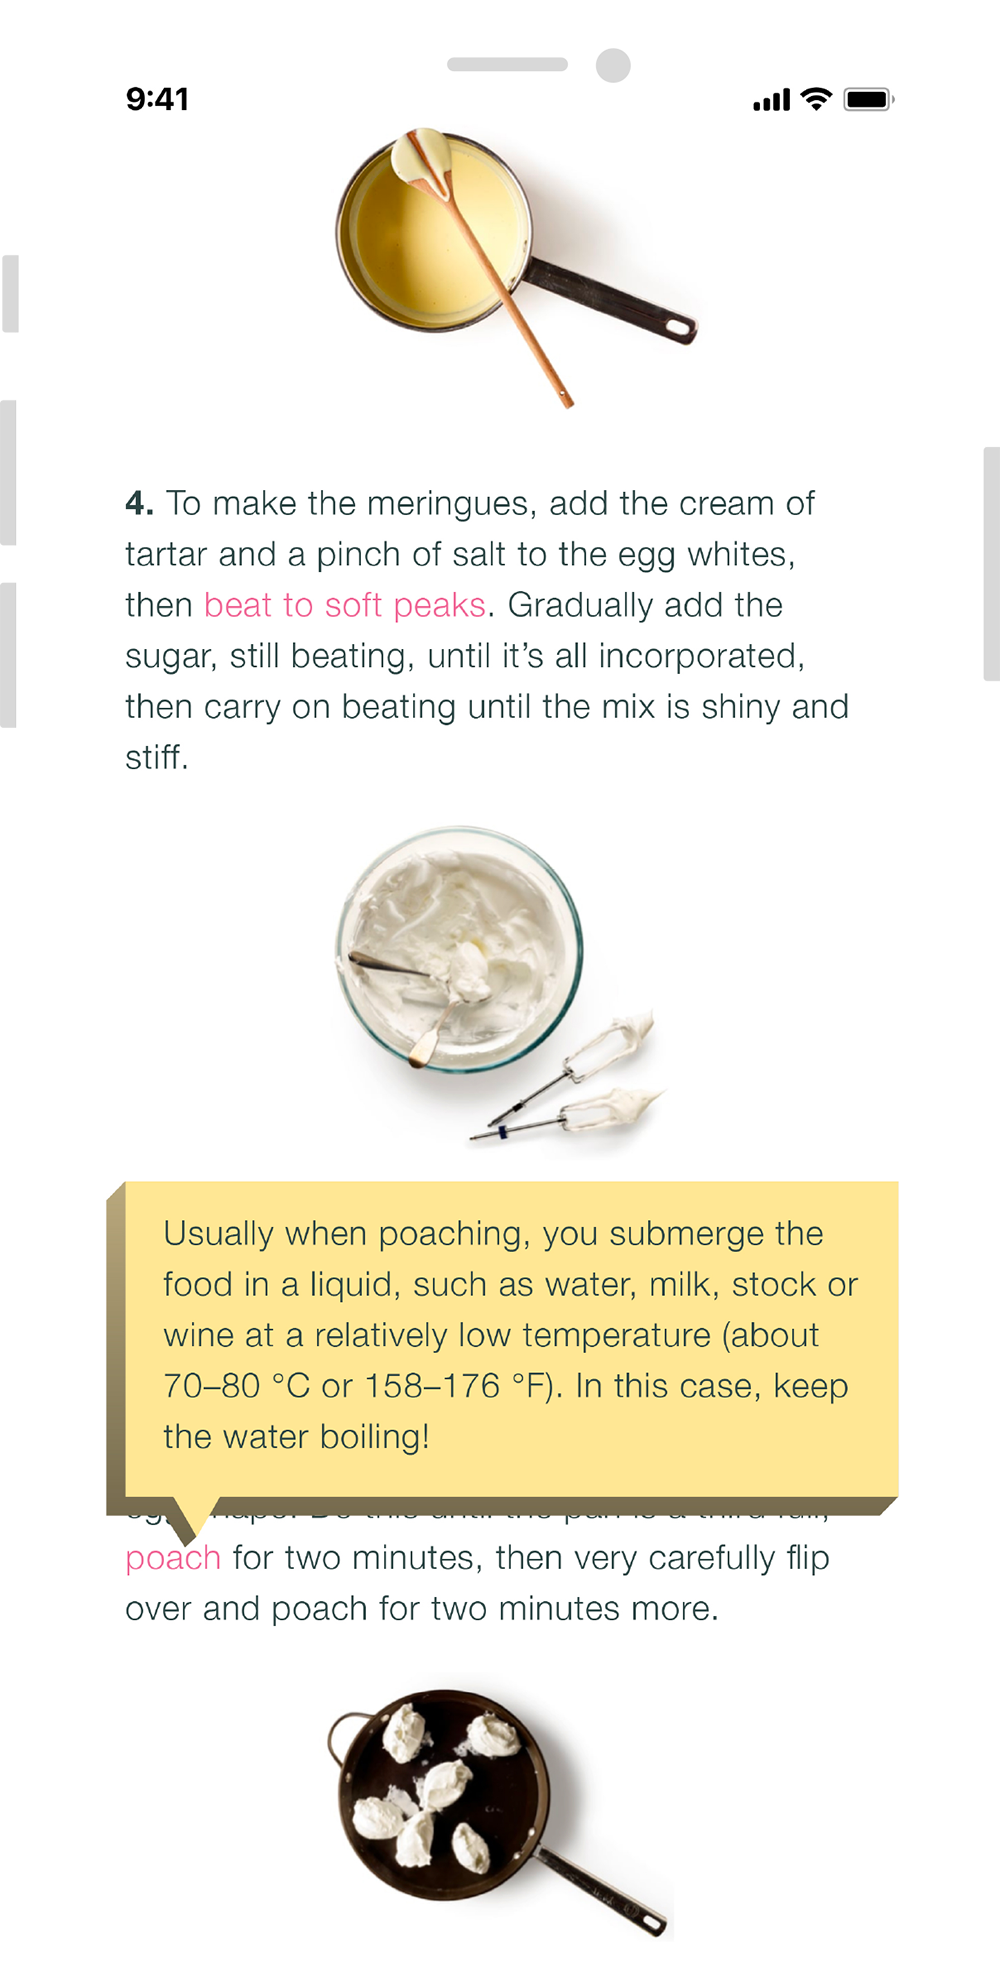 9:41
4. To make the meringues, add the cream of
tartar and a pinch of salt to the egg whites,
then beat to soft peaks. Gradually add the
sugar, still beating, until it’s all incorporated,
then carry on beating until the mix is shiny and
stiff.
Usually when poaching, you submerge the
food in a liquid, such as water, milk, stock or
wine at a relatively low temperature (about
70–80 °C or 158–176 °F). In this case, keep
the water boiling!
poach for two minutes, then very carefully flip
over and poach for two minutes more.